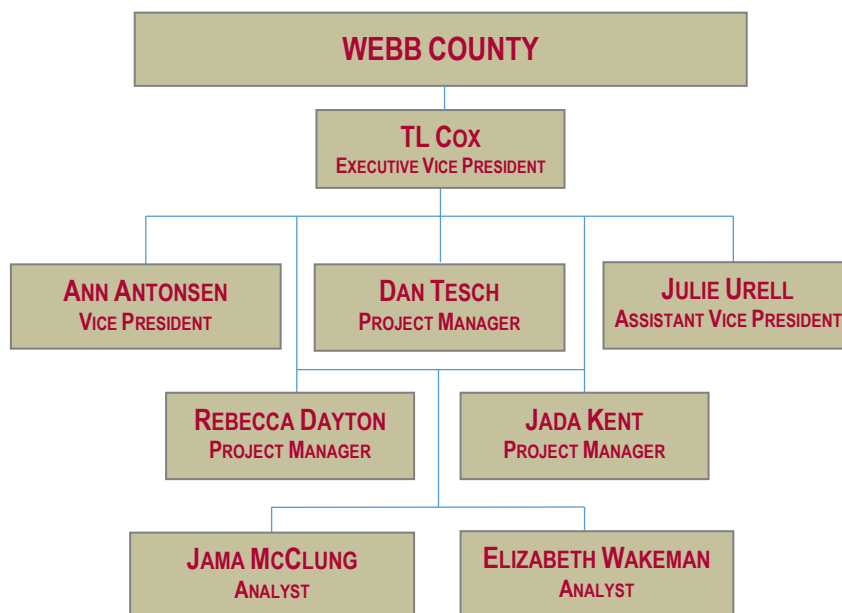 WEBB COUNTY
TL COX
EXECUTIVE VICE PRESIDENT
ANN ANTONSEN
VICE PRESIDENT
DAN TESCH
PROJECT MANAGER
JULIE URELL
ASSISTANT VICE PRESIDENT
REBECCA DAYTON
PROJECT MANAGER
JADA KENT
PROJECT MANAGER
JAMA MCCLUNG
ANALYST
ELIZABETH WAKEMAN
ANALYST